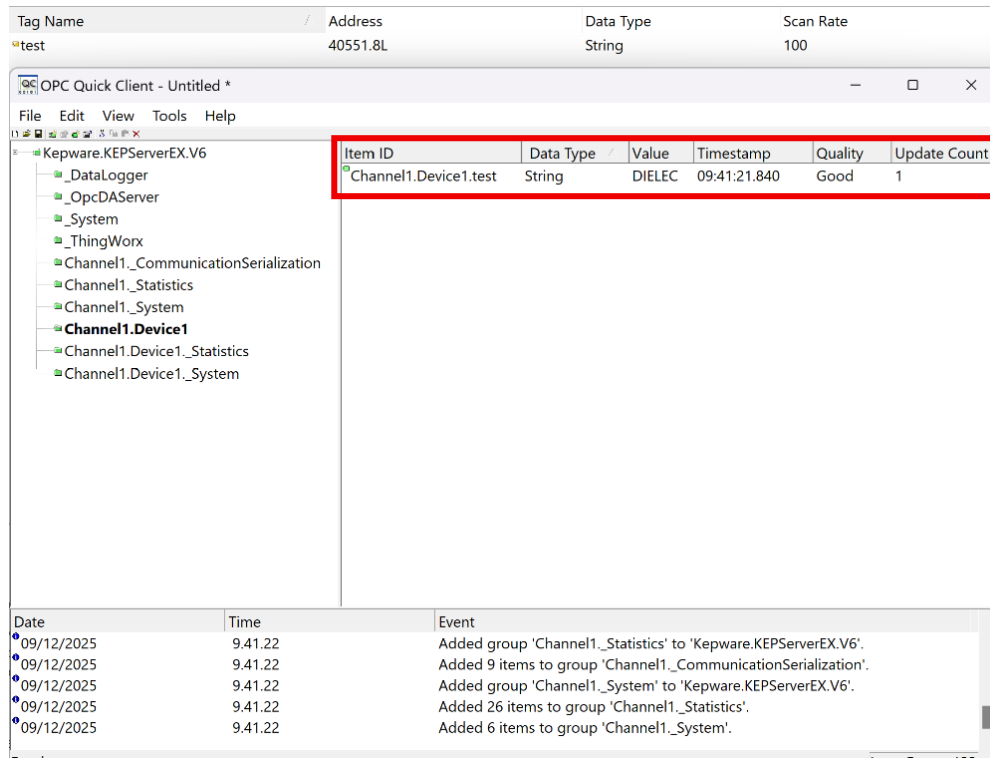 Tag Name Address Data Type Scan Rate
test 40551.8L String 100
OPC Quick Client - Untitled *
File Edit View Tools Help
Kepware.KEPServerEX.V6
_DataLogger
_OpcDAServer
_System
_ThingWorx
Channel1._CommunicationSerialization
Channel1._Statistics
Channel1._System
Channel1.Device1
Channel1.Device1._Statistics
Channel1.Device1._System
Item ID Data Type Value Timestamp Quality Update Count
Channel1.Device1.test String DIELEC 09:41:21.840 Good 1
Date Time Event
09/12/2025 9.41.22 Added group 'Channel1._Statistics' to 'Kepware.KEPServerEX.V6'.
09/12/2025 9.41.22 Added 9 items to group 'Channel1._CommunicationSerialization'.
09/12/2025 9.41.22 Added group 'Channel1._System' to 'Kepware.KEPServerEX.V6'.
09/12/2025 9.41.22 Added 26 items to group 'Channel1._Statistics'.
09/12/2025 9.41.22 Added 6 items to group 'Channel1._System'.